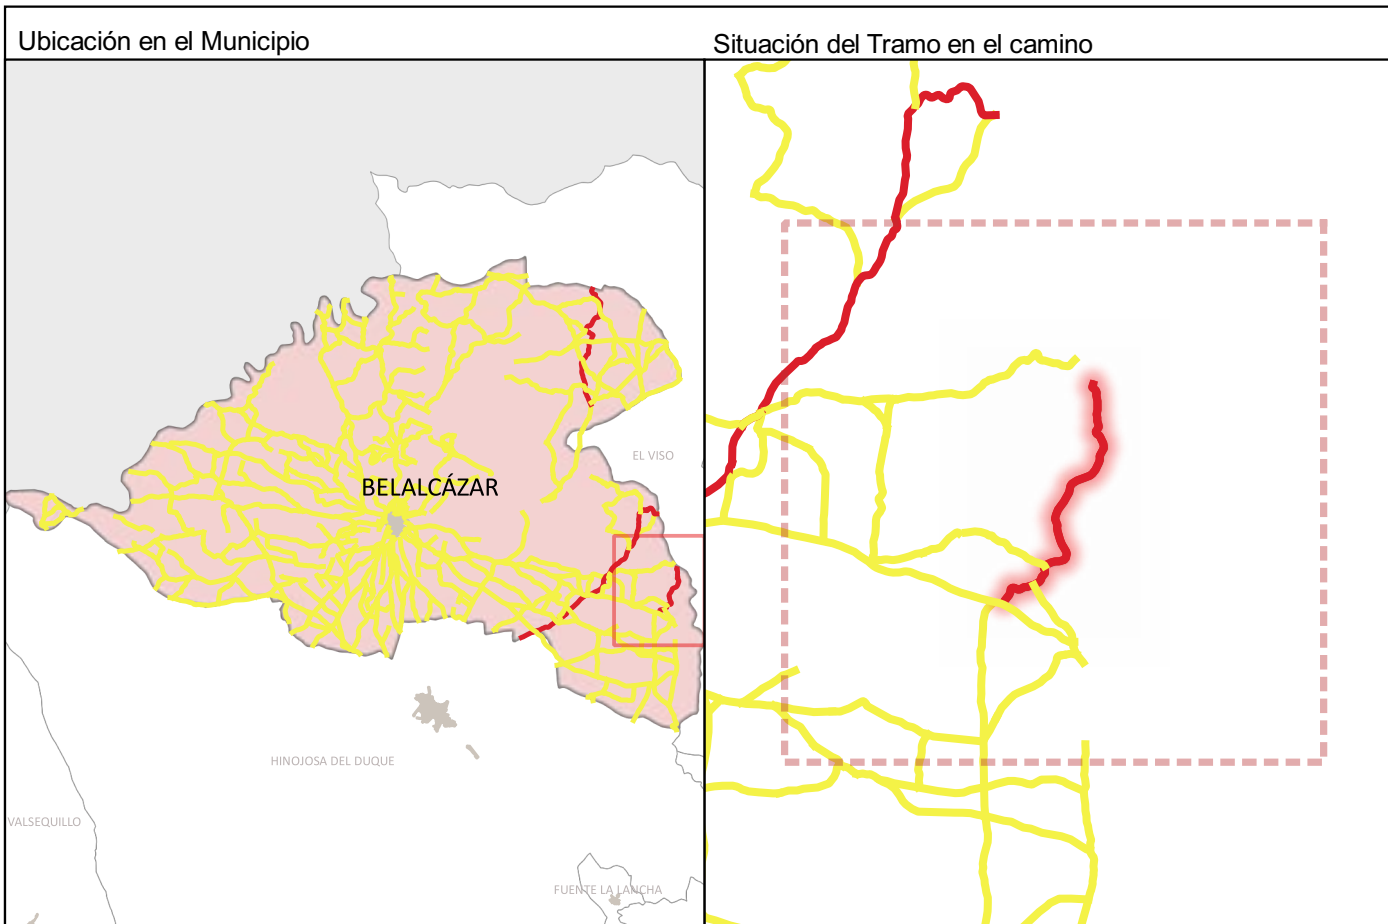 Ubicación en el Municipio
Situación del Tramo en el camino
EL VISO
BELALCÁZAR
HINOJOSA DEL DUQUE
VALSEQUILLO
FUENTE LA LANCHA